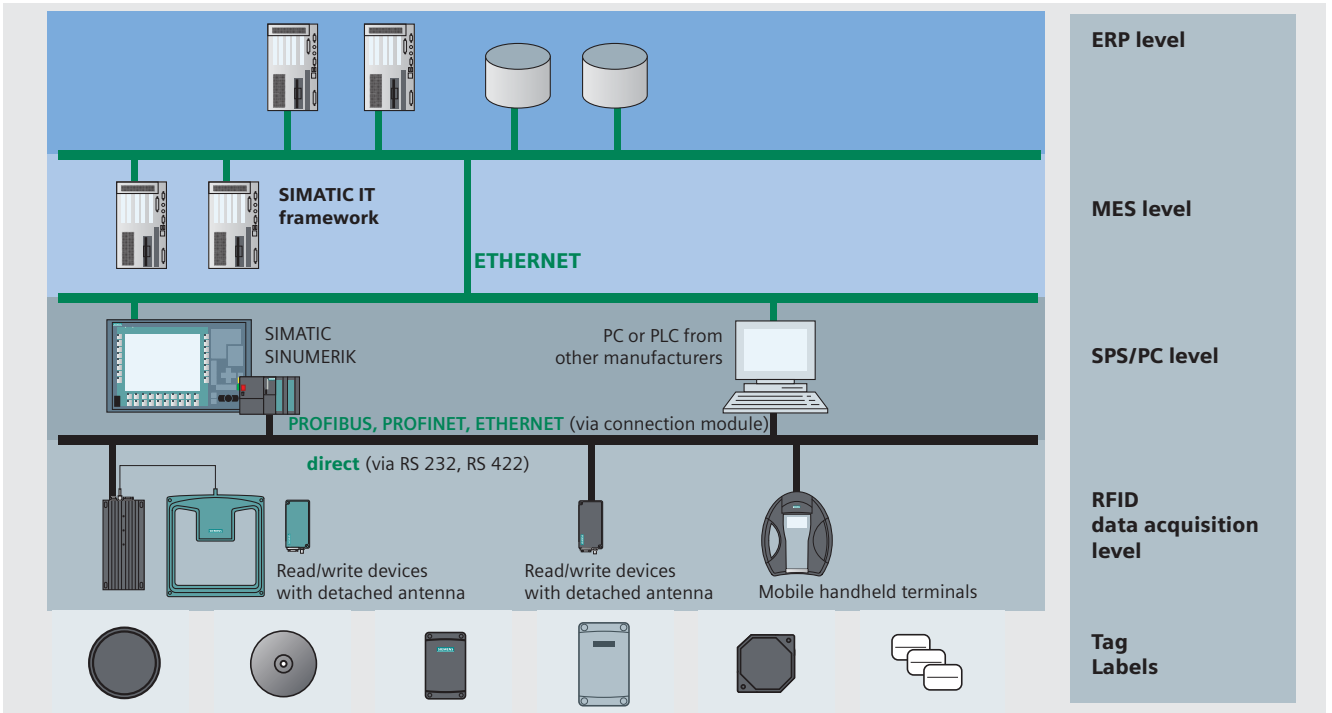 ERP level
SIMATIC IT
framework
MES level
ETHERNET
SIMATIC
SINUMERIK
PC or PLC from
other manufacturers
SPS/PC level
PROFIBUS, PROFINET, ETHERNET (via connection module)
direct (via RS 232, RS 422)
RFID
data acquisition
level
Read/write devices
with detached antenna
Read/write devices
with detached antenna
Mobile handheld terminals
Tag
Labels